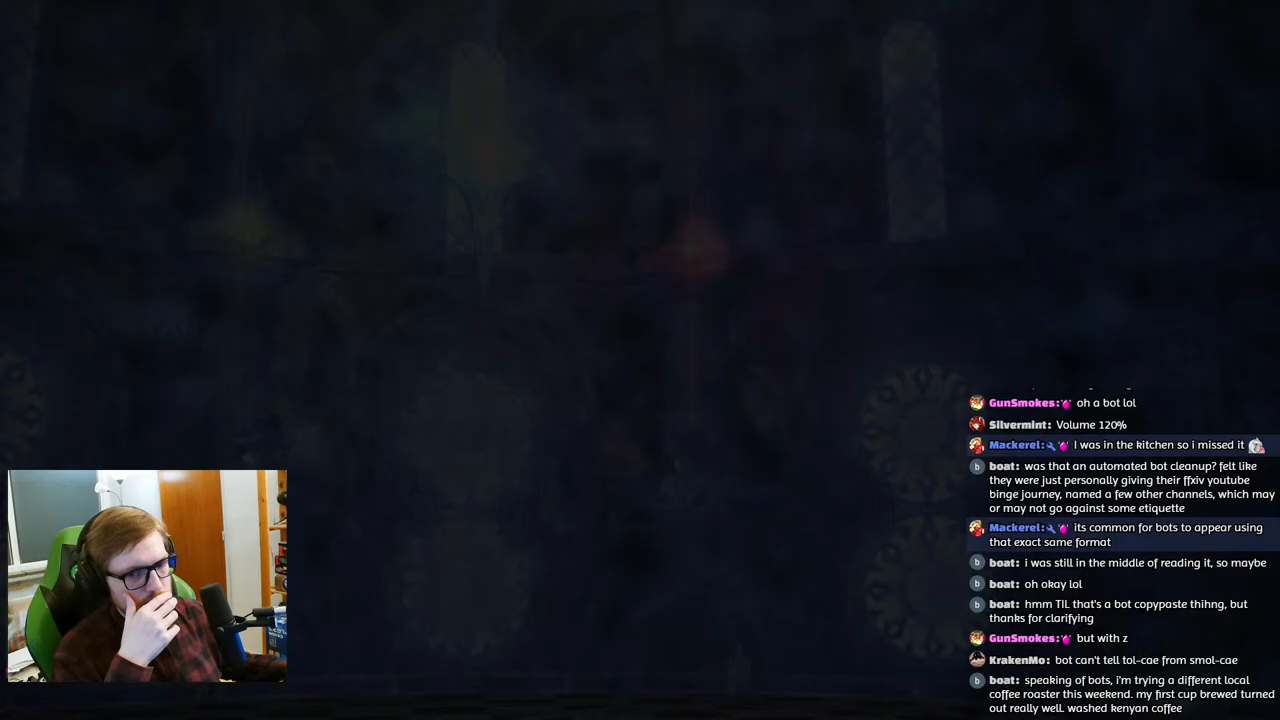 GunSmokes: oh a bot lol
Silvermint: Volume 120%
Mackerel: I was in the kitchen so i missed it
boat: was that an automated bot cleanup? felt like
they were just personally giving their ffxiv youtube
binge journey, named a few other channels, which may
or may not go against some etiquette
Mackerel: its common for bots to appear using
that exact same format
boat: i was still in the middle of reading it, so maybe
boat: oh okay lol
boat: hmm TIL that's a bot copypaste thihng, but
thanks for clarifying
GunSmokes: but with z
KrakenMo: bot can't tell tol-cae from smol-cae
boat: speaking of bots, i'm trying a different local
coffee roaster this weekend. my first cup brewed turned
out really well. washed kenyan coffee